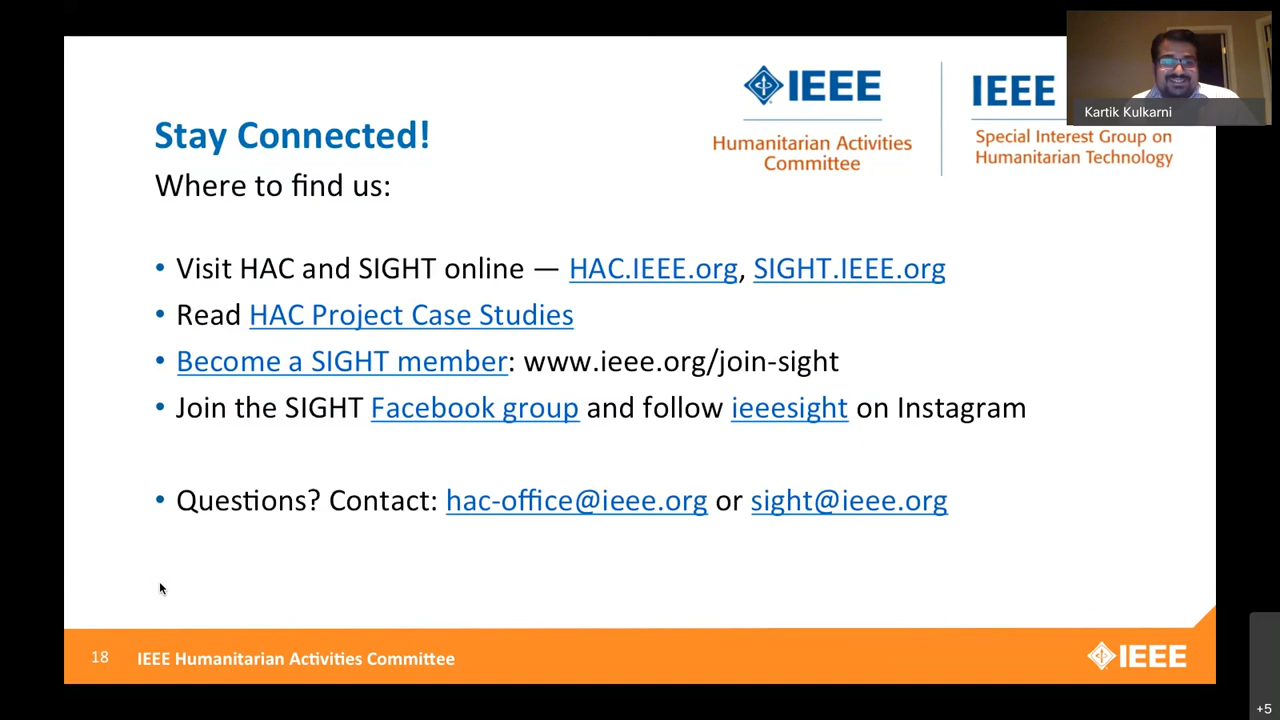 IEEE
Humanitarian Activities
Committee
IEEE
Special Interest Group on
Humanitarian Technology
Kartik Kulkarni
Stay Connected!
Where to find us:
• Visit HAC and SIGHT online — HAC.IEEE.org, SIGHT.IEEE.org
• Read HAC Project Case Studies
• Become a SIGHT member: www.ieee.org/join-sight
• Join the SIGHT Facebook group and follow ieeesight on Instagram
• Questions? Contact: hac-office@ieee.org or sight@ieee.org
18 IEEE Humanitarian Activities Committee
IEEE
+5